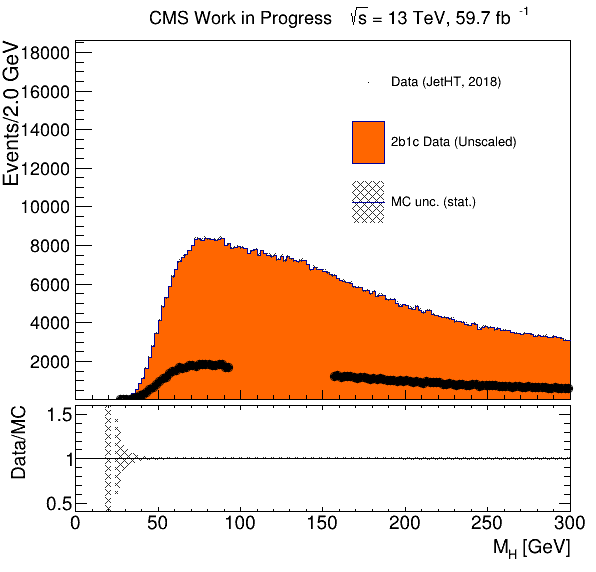 CMS Work in Progress √s = 13 TeV, 59.7 fb -1
Events/2.0 GeV
18000
16000
14000
12000
10000
8000
6000
4000
2000
Data (JetHT, 2018)
2b1c Data (Unscaled)
MC unc. (stat.)
Data/MC
1.5
1
0.5
0 50 100 150 200 250 300
M_H [GeV]